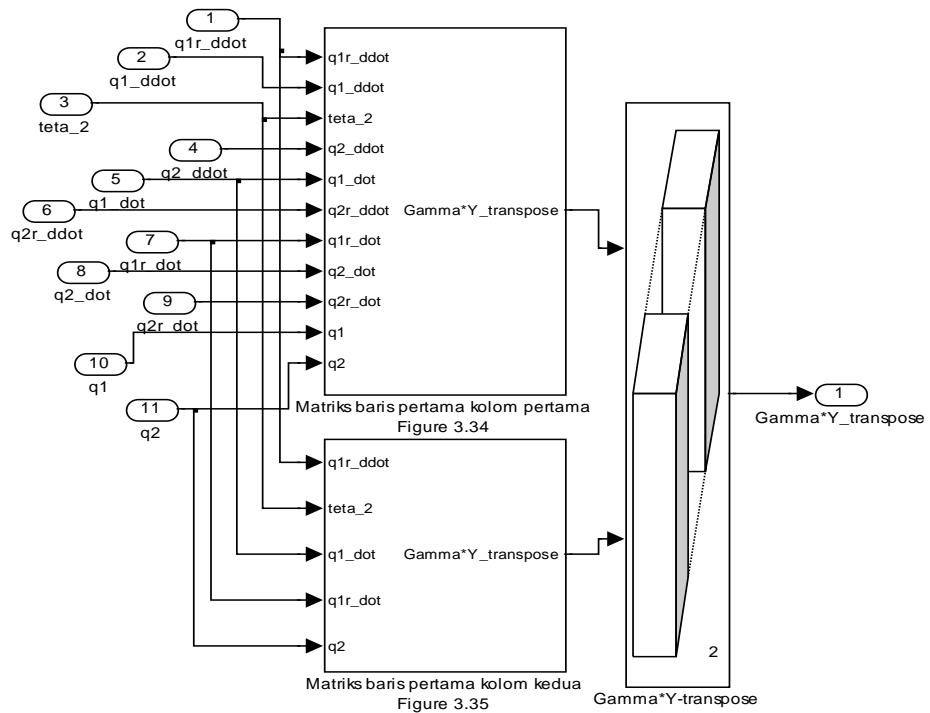 1
q1r_ddot
2
q1_ddot
3
teta_2
4
q2_ddot
5
q1_dot
6
q2r_ddot
7
q1r_dot
8
q2_dot
9
q2r_dot
10
q1
11
q2
q1r_ddot
q1_ddot
teta_2
q2_ddot
q1_dot
q2r_ddot
q1r_dot
q2_dot
q2r_dot
q1
q2
Gamma*Y_transpose
Matriks baris pertama kolom pertama
Figure 3.34
q1r_ddot
teta_2
q1_dot
q1r_dot
q2
Gamma*Y_transpose
Matriks baris pertama kolom kedua
Figure 3.35
2
Gamma*Y-transpose
1
Gamma*Y_transpose